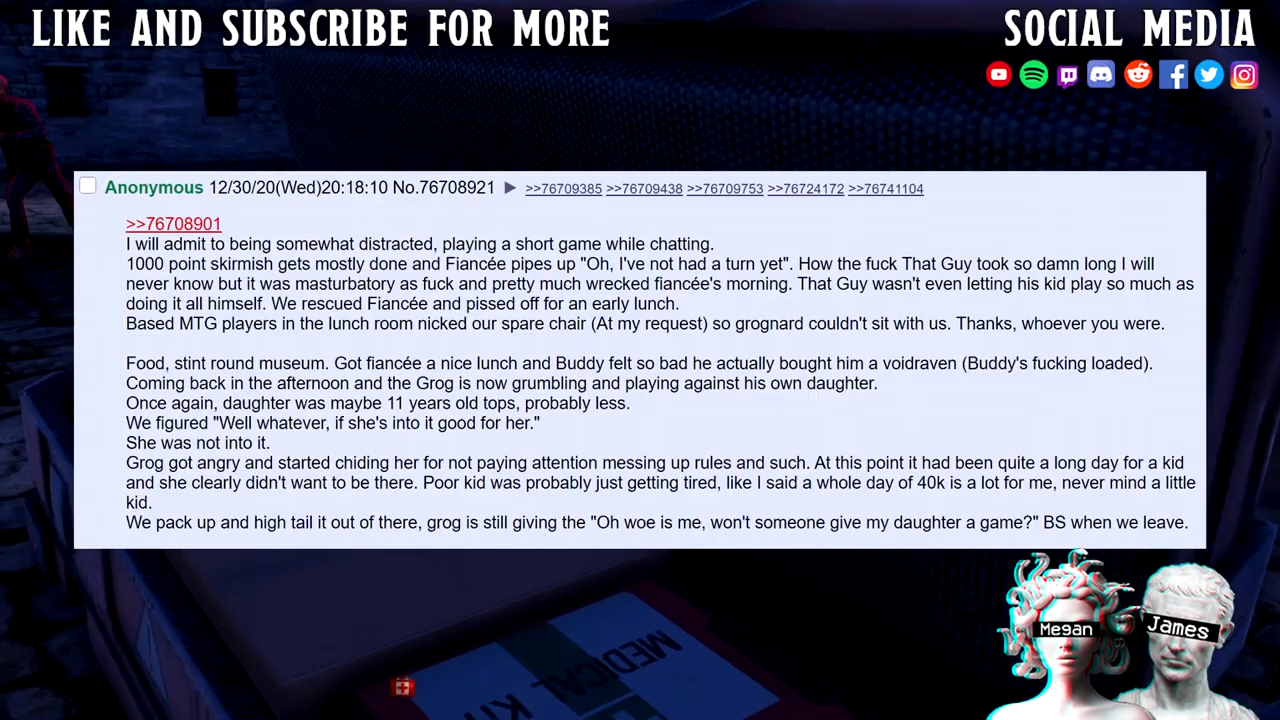 LIKE AND SUBSCRIBE FOR MORE
SOCIAL MEDIA
Anonymous 12/30/20(Wed)20:18:10 No.76708921 ▶ >>76709385 >>76709438 >>76709753 >>76724172 >>76741104
>>76708901
I will admit to being somewhat distracted, playing a short game while chatting.
1000 point skirmish gets mostly done and Fiancée pipes up "Oh, I've not had a turn yet". How the fuck That Guy took so damn long I will
never know but it was masturbatory as fuck and pretty much wrecked fiancée's morning. That Guy wasn't even letting his kid play so much as
doing it all himself. We rescued Fiancée and pissed off for an early lunch.
Based MTG players in the lunch room nicked our spare chair (At my request) so grognard couldn't sit with us. Thanks, whoever you were.
Food, stint round museum. Got fiancée a nice lunch and Buddy felt so bad he actually bought him a voidraven (Buddy's fucking loaded).
Coming back in the afternoon and the Grog is now grumbling and playing against his own daughter.
Once again, daughter was maybe 11 years old tops, probably less.
We figured "Well whatever, if she's into it good for her."
She was not into it.
Grog got angry and started chiding her for not paying attention messing up rules and such. At this point it had been quite a long day for a kid
and she clearly didn't want to be there. Poor kid was probably just getting tired, like I said a whole day of 40k is a lot for me, never mind a little
kid.
We pack up and high tail it out of there, grog is still giving the "Oh woe is me, won't someone give my daughter a game?" BS when we leave.
Megan
James
MEDICAL
KIT